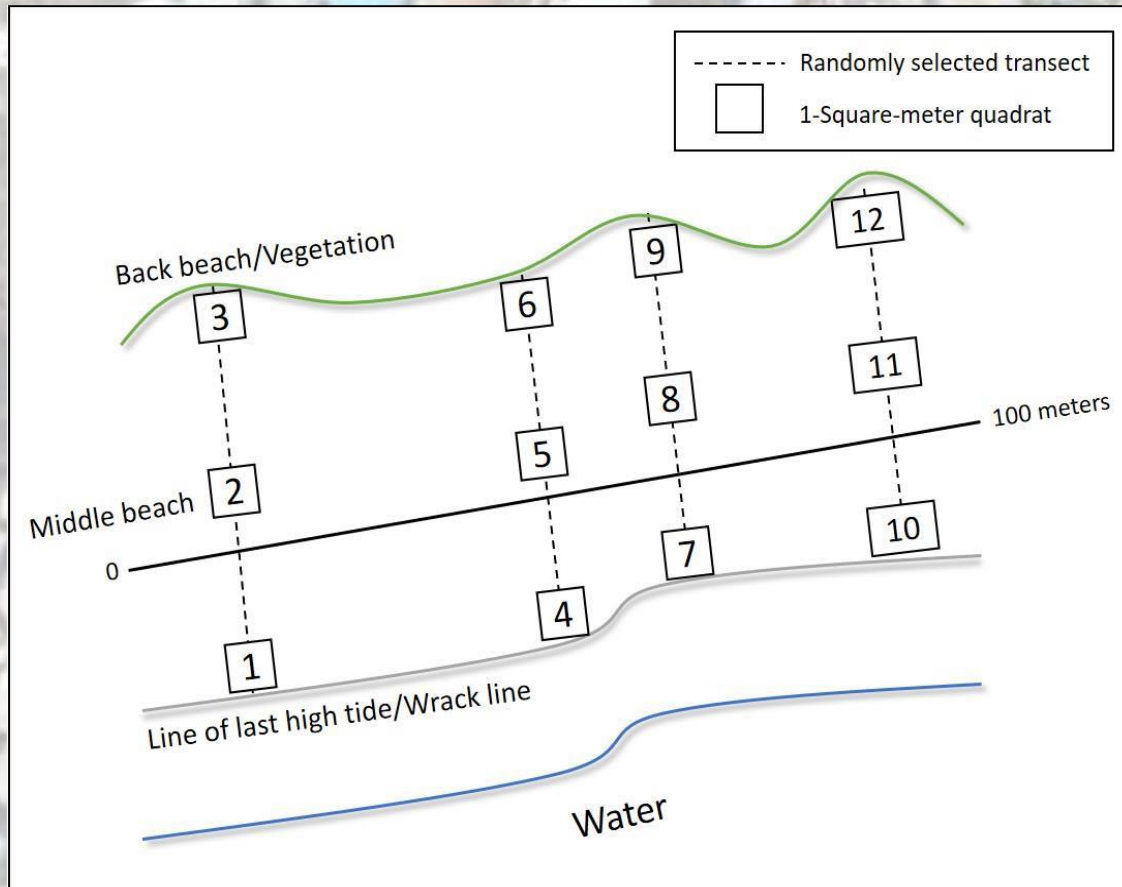 Randomly selected transect
1-Square-meter quadrat
Back beach/Vegetation
12
9
6
3
11
8
5
2
100 meters
Middle beach
0
10
7
4
1
Line of last high tide/Wrack line
Water